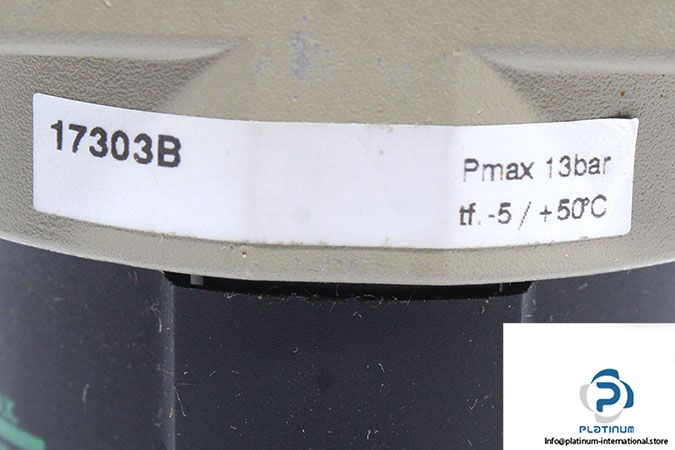 17303B
Pmax 13bar
tf. -5 / +50°C
PLATINUM
Info@platinum-international.store